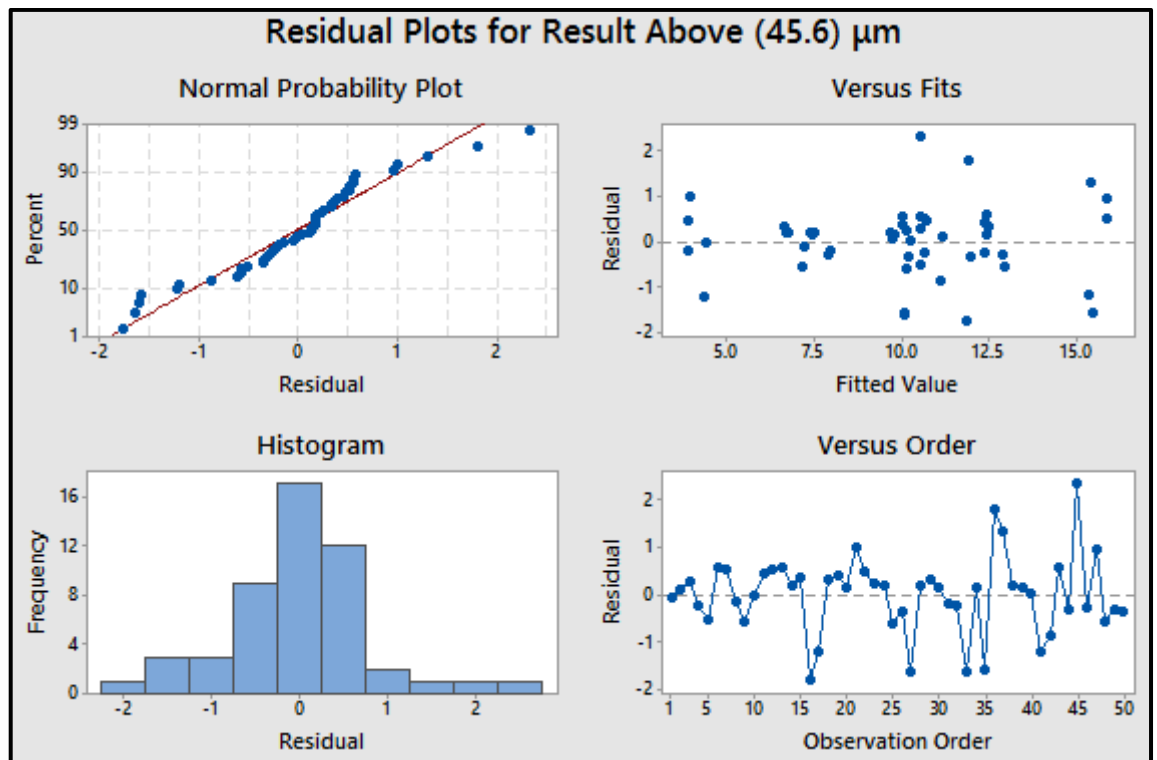 Residual Plots for Result Above (45.6) µm
Normal Probability Plot
99
90
50
10
1
Percent
-2 -1 0 1 2
Residual
Versus Fits
2
1
0
-1
-2
Residual
5.0 7.5 10.0 12.5 15.0
Fitted Value
Histogram
16
12
8
4
0
Frequency
-2 -1 0 1 2
Residual
Versus Order
2
1
0
-1
-2
Residual
1 5 10 15 20 25 30 35 40 45 50
Observation Order